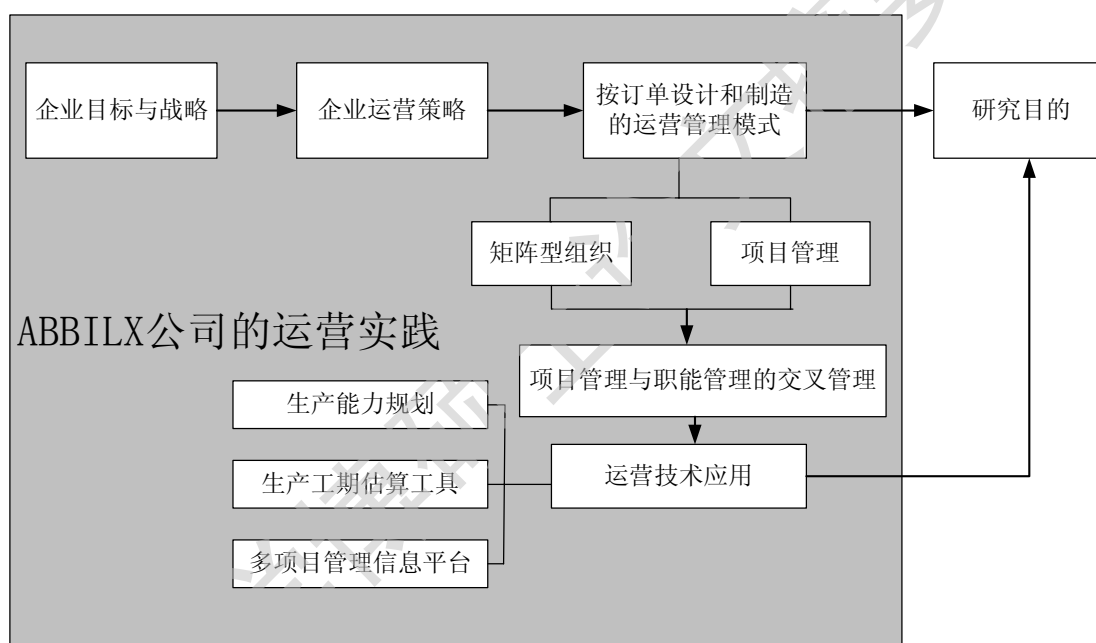 企业目标与战略
企业运营策略
按订单设计和制造
的运营管理模式
研究目的
矩阵型组织
项目管理
ABBILX公司的运营实践
项目管理与职能管理的交叉管理
生产能力规划
生产工期估算工具
运营技术应用
多项目管理信息平台